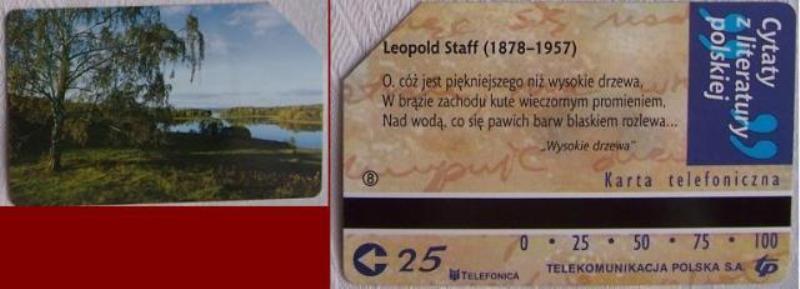 Leopold Staff (1878–1957)
O, cóż jest piękniejszego niż wysokie drzewa,
W brązie zachodu kute wieczornym promieniem,
Nad wodą, co się pawich barw blaskiem rozlewa...
„Wysokie drzewa"
Cytaty
z literatury
polskiej
8
Karta telefoniczna
0 • 25 • 50 • 75 • 100
25
TELEFONICA
TELEKOMUNIKACJA POLSKA S.A.
tp